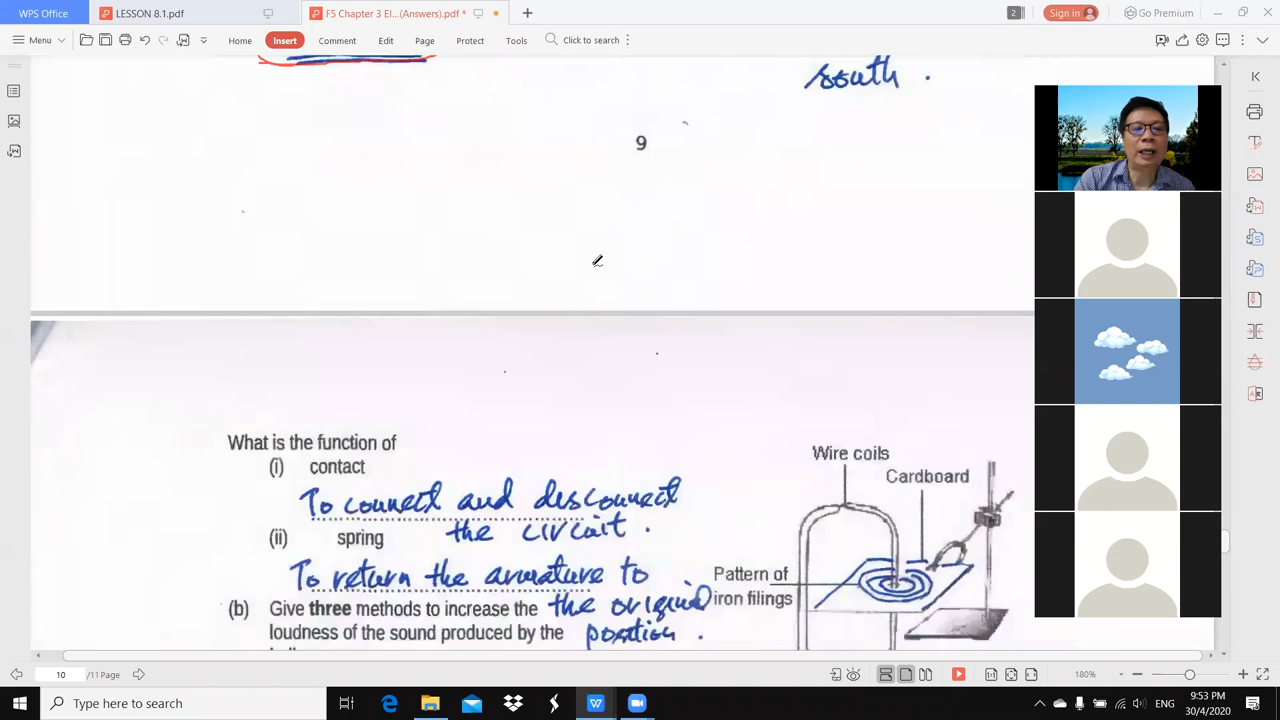 WPS Office
LESSON 8.1.pdf
F5 Chapter 3 El...(Answers).pdf *
2
Sign in
Go Premium
Menu
Home
Insert
Comment
Edit
Page
Protect
Tools
Click to search
south.
9
What is the function of
(i) contact
To connect and disconnect
the circuit.
(ii) spring
To return the armature to
the original
position.
(b) Give three methods to increase the
loudness of the sound produced by the
Wire coils
Cardboard
Pattern of
iron filings
10
/11 Page
180%
Type here to search
ENG
9:53 PM
30/4/2020